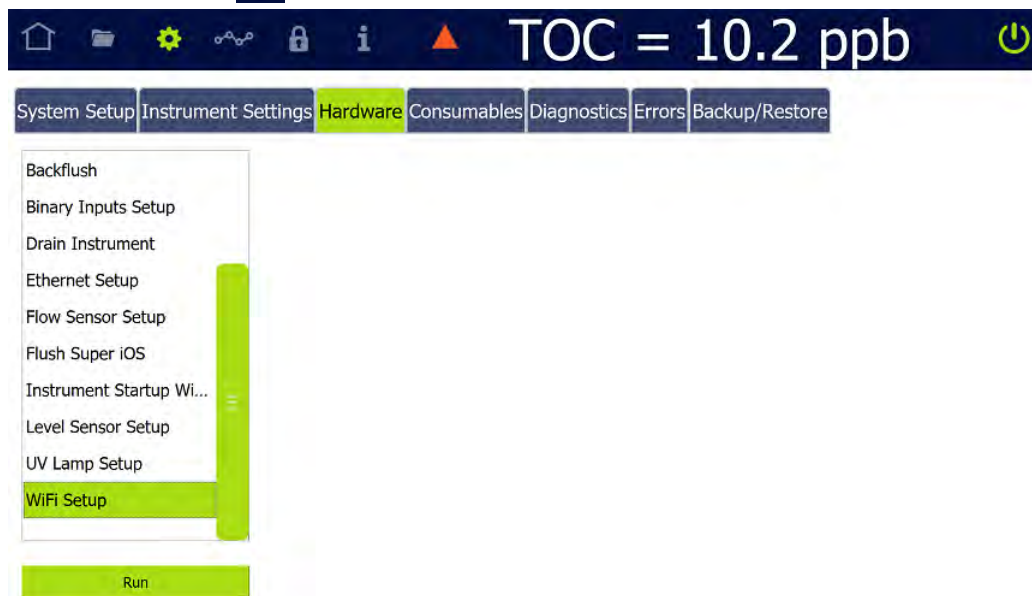 TOC = 10.2 ppb
System Setup Instrument Settings Hardware Consumables Diagnostics Errors Backup/Restore
Backflush
Binary Inputs Setup
Drain Instrument
Ethernet Setup
Flow Sensor Setup
Flush Super iOS
Instrument Startup Wi...
Level Sensor Setup
UV Lamp Setup
WiFi Setup
Run